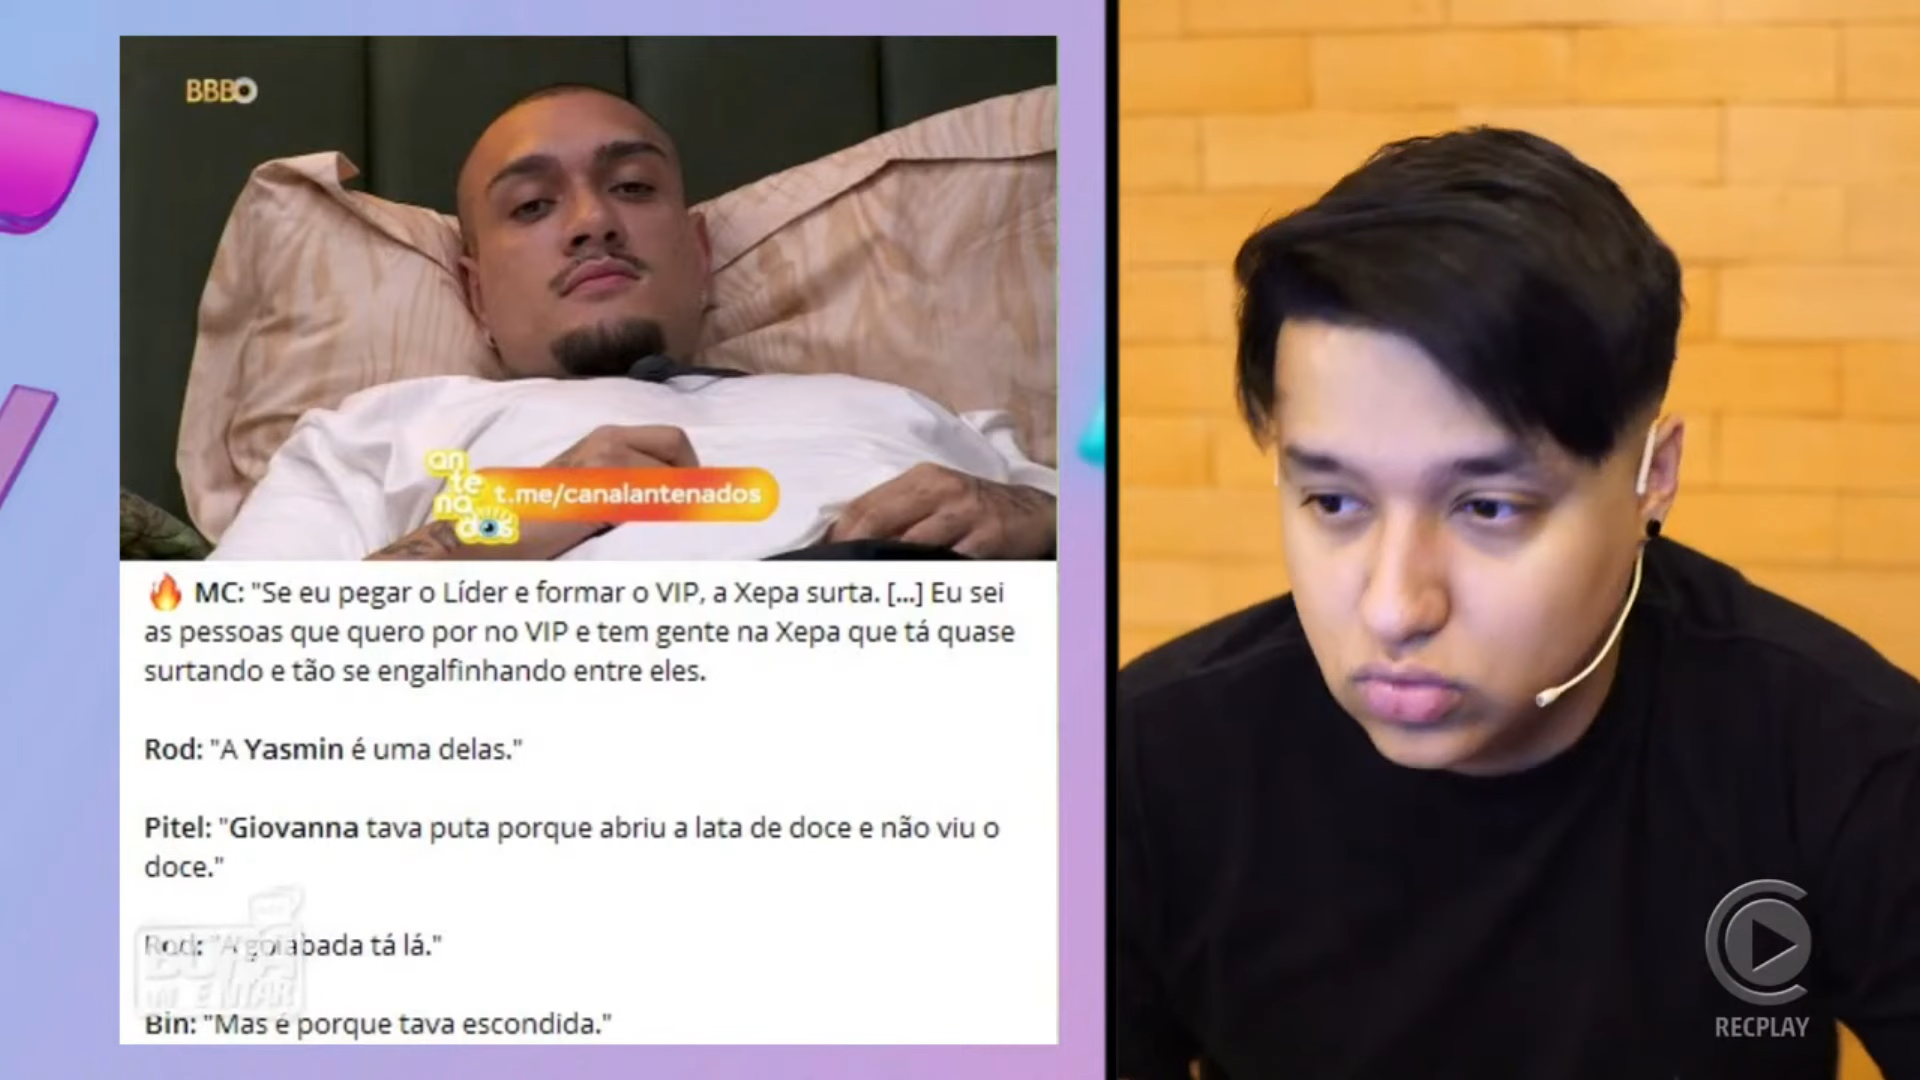 BBB
an
te
na
dos
t.me/canalantenados
MC: "Se eu pegar o Líder e formar o VIP, a Xepa surta. [...] Eu sei
as pessoas que quero por no VIP e tem gente na Xepa que tá quase
surtando e tão se engalfinhando entre eles.
Rod: "A Yasmin é uma delas."
Pitel: "Giovanna tava puta porque abriu a lata de doce e não viu o
doce."
Rod: "A goiabada tá lá."
Bin: "Mas é porque tava escondida."
RECPLAY